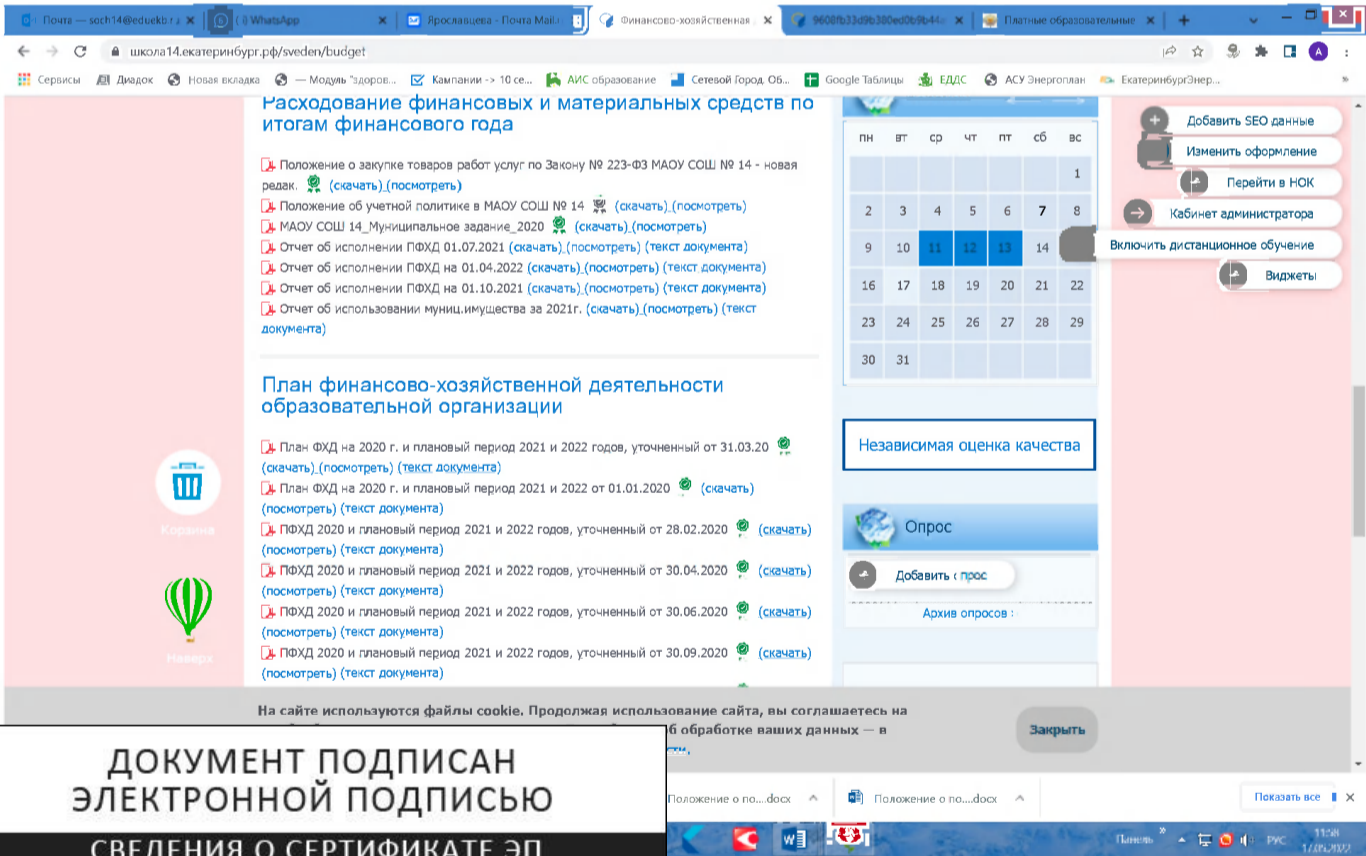 Почта — soch14@eduekb.r
WhatsApp
Ярославцева - Почта Mail.
Финансово-хозяйственная
9608fb33d9b380ed0b9b44
Платные образовательные
школа14.екатеринбург.рф/sveden/budget
A
Сервисы Диадок Новая вкладка — Модуль "здоров... Кампании -> 10 се... АИС образование Сетевой Город. Об... Google Таблицы ЕДДС АСУ Энергоплан ЕкатеринбургЭнер... »
Расходование финансовых и материальных средств по
итогам финансового года
Положение о закупке товаров работ услуг по Закону № 223-ФЗ МАОУ СОШ № 14 - новая
редак. (скачать) (посмотреть)
Положение об учетной политике в МАОУ СОШ № 14 (скачать) (посмотреть)
МАОУ СОШ 14_Муниципальное задание_2020 (скачать) (посмотреть)
Отчет об исполнении ПФХД 01.07.2021 (скачать) (посмотреть) (текст документа)
Отчет об исполнении ПФХД на 01.04.2022 (скачать) (посмотреть) (текст документа)
Отчет об исполнении ПФХД на 01.10.2021 (скачать) (посмотреть) (текст документа)
Отчет об использовании муниц.имущества за 2021г. (скачать) (посмотреть) (текст
документа)
План финансово-хозяйственной деятельности
образовательной организации
План ФХД на 2020 г. и плановый период 2021 и 2022 годов, уточненный от 31.03.20
(скачать) (посмотреть) (текст документа)
План ФХД на 2020 г. и плановый период 2021 и 2022 от 01.01.2020 (скачать)
(посмотреть) (текст документа)
ПФХД 2020 и плановый период 2021 и 2022 годов, уточненный от 28.02.2020 (скачать)
(посмотреть) (текст документа)
ПФХД 2020 и плановый период 2021 и 2022 годов, уточненный от 30.04.2020 (скачать)
(посмотреть) (текст документа)
ПФХД 2020 и плановый период 2021 и 2022 годов, уточненный от 30.06.2020 (скачать)
(посмотреть) (текст документа)
ПФХД 2020 и плановый период 2021 и 2022 годов, уточненный от 30.09.2020 (скачать)
(посмотреть) (текст документа)
Корзина
Наверх
пн вт ср чт пт сб вс
1
2 3 4 5 6 7 8
9 10 11 12 13 14
16 17 18 19 20 21 22
23 24 25 26 27 28 29
30 31
Независимая оценка качества
Опрос
Добавить прос
Архив опросов :
Добавить SEO данные
Изменить оформление
Перейти в НОК
Кабинет администратора
Включить дистанционное обучение
Виджеты
На сайте используются файлы cookie. Продолжая использование сайта, вы соглашаетесь на
б обработке ваших данных — в
Закрыть
ДОКУМЕНТ ПОДПИСАН
ЭЛЕКТРОННОЙ ПОДПИСЬЮ
СВЕДЕНИЯ О СЕРТИФИКАТЕ ЭП
Положение о по....docx
Положение о по....docx
Показать все
Панель »
РУС
11:58
17.05.2022